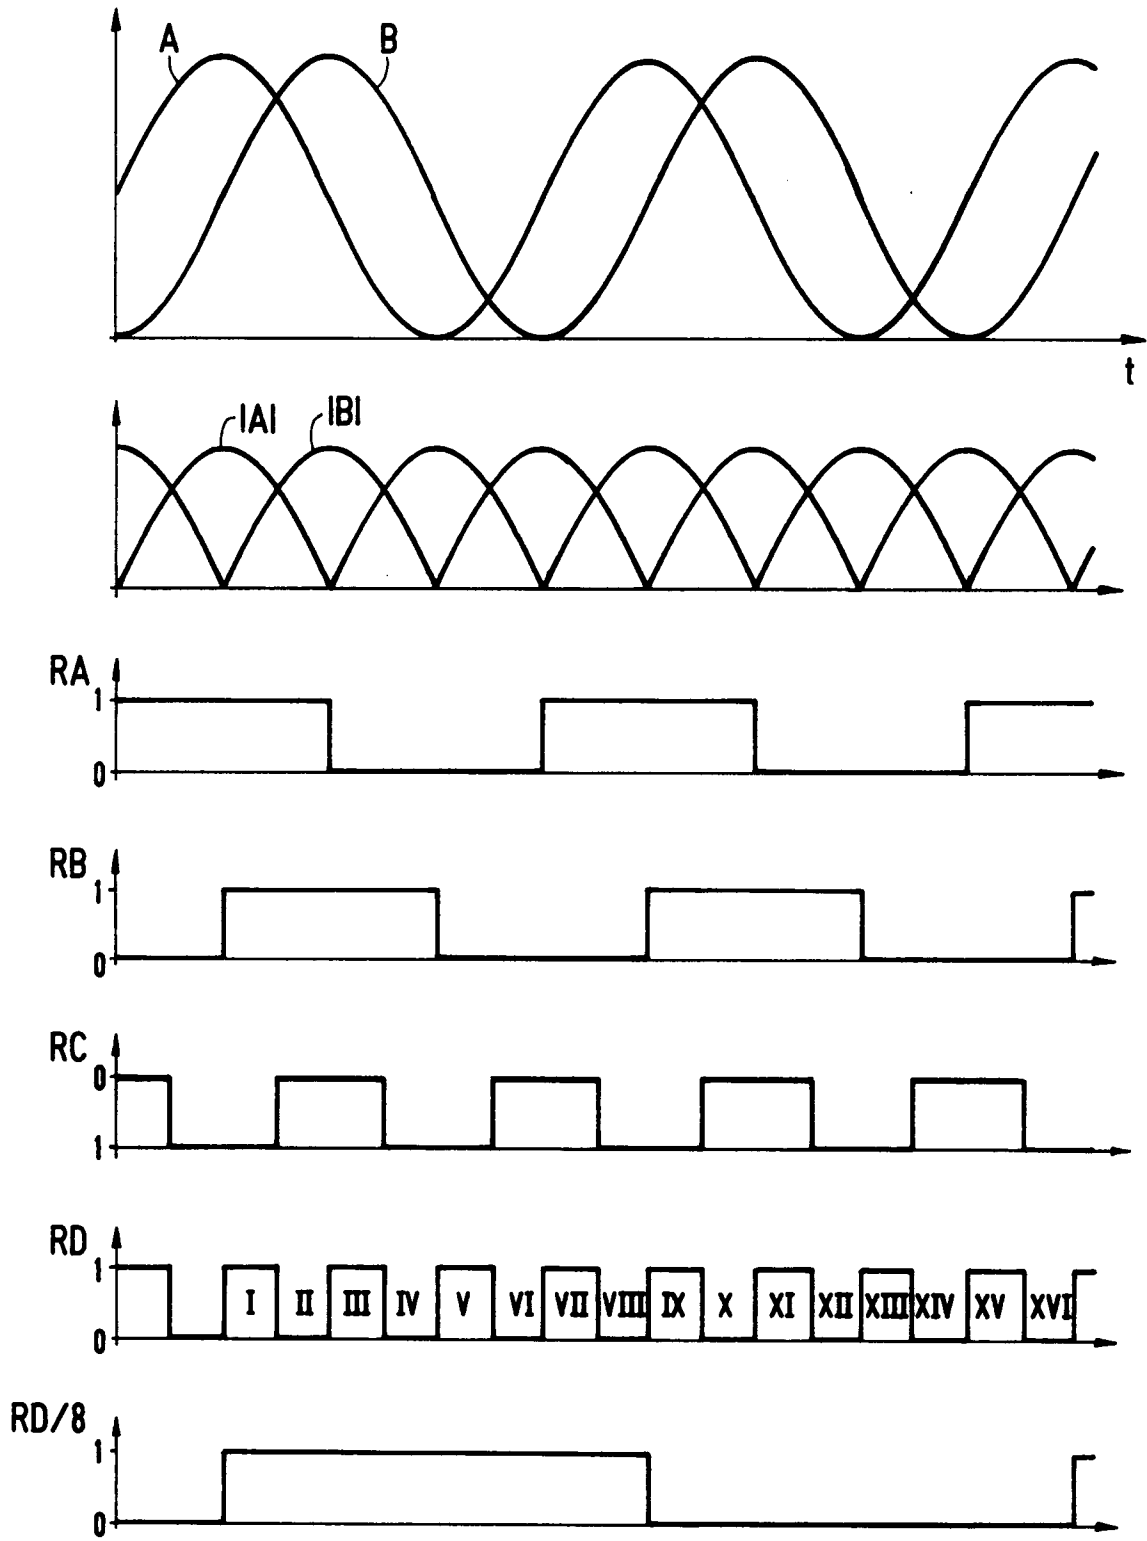 A B
t
|A| |B|
RA
1
0
RB
1
0
RC
0
1
RD
1
I II III IV V VI VII VIII IX X XI XII XIII XIV XV XVI
0
RD/8
1
0